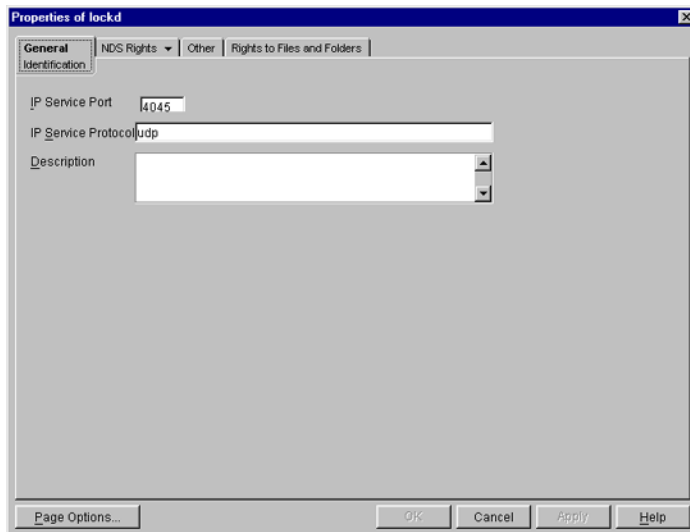 Properties of lockd
General NDS Rights Other Rights to Files and Folders
Identification
IP Service Port 4045
IP Service Protocol udp
Description
Page Options... OK Cancel Apply Help